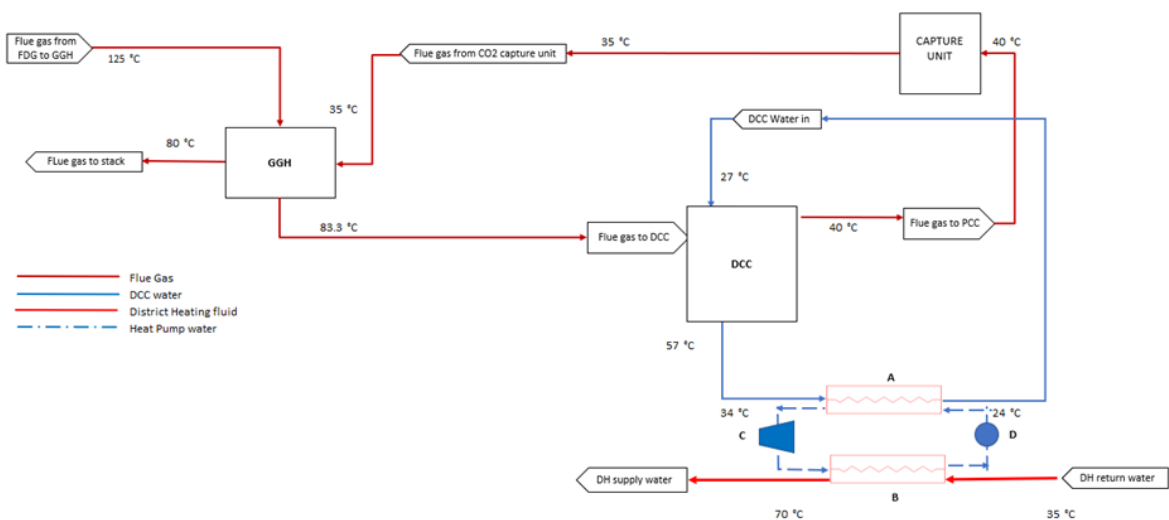 Flue gas from
FDG to GGH
125 °C
35 °C
Flue gas from CO2 capture unit
CAPTURE
UNIT
40 °C
35 °C
DCC Water in
80 °C
FLue gas to stack
GGH
27 °C
83.3 °C
Flue gas to DCC
DCC
40 °C
Flue gas to PCC
Flue Gas
DCC water
District Heating fluid
Heat Pump water
57 °C
A
34 °C
24 °C
C
D
DH supply water
B
DH return water
70 °C
35 °C